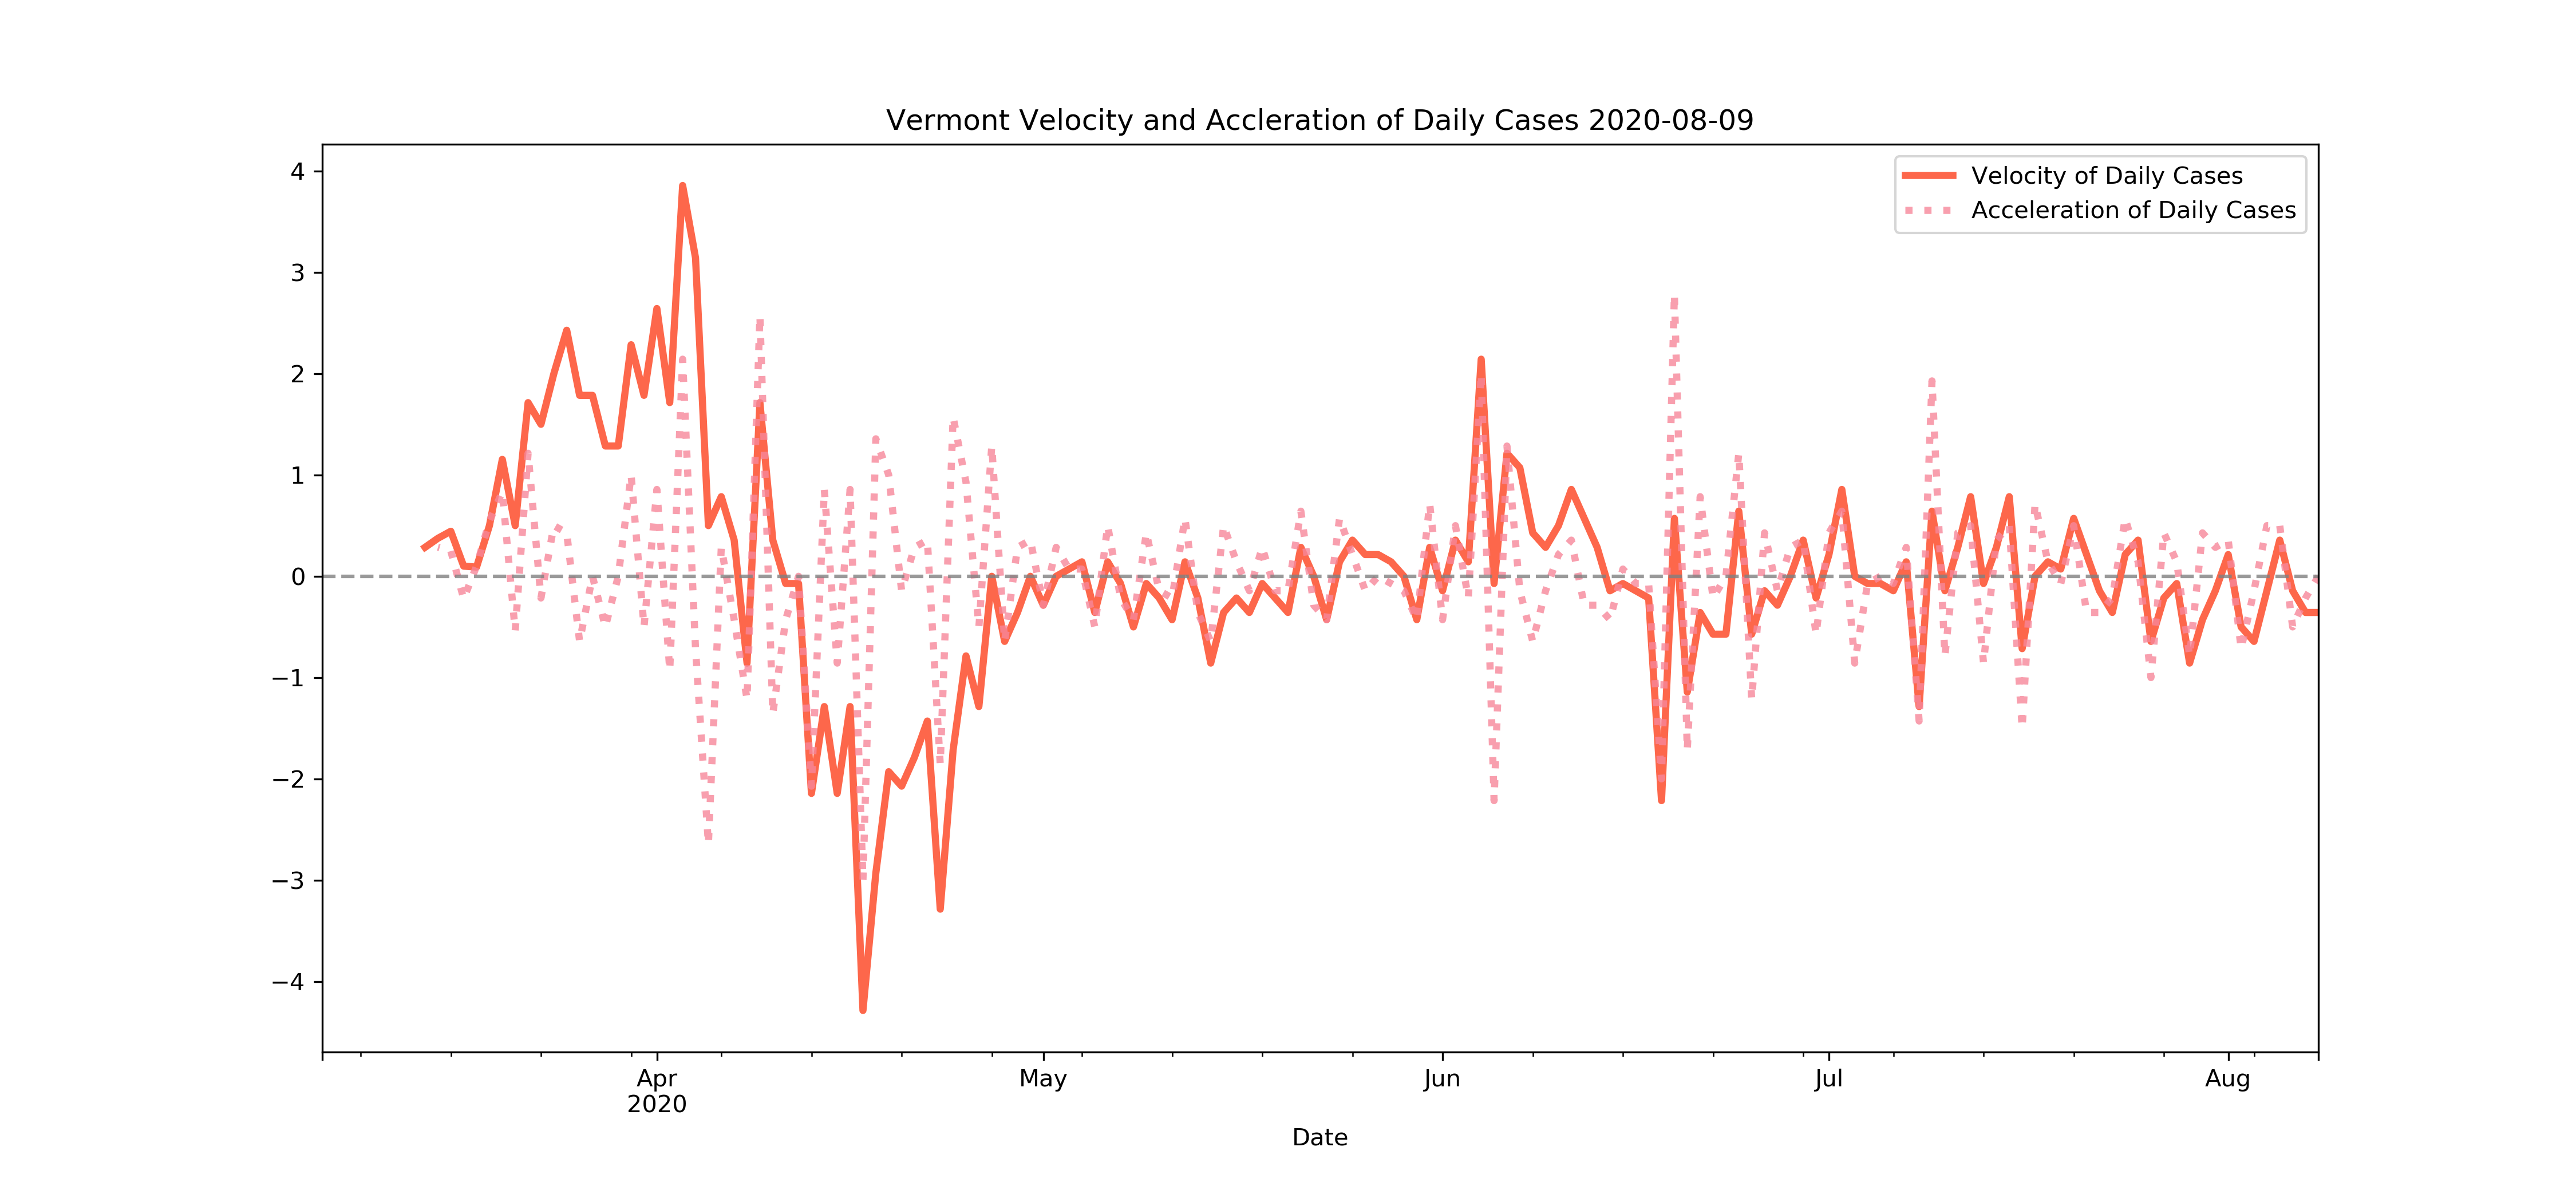 Vermont Velocity and Accleration of Daily Cases 2020-08-09
Velocity of Daily Cases
Acceleration of Daily Cases
4
3
2
1
0
−1
−2
−3
−4
Apr
2020
May
Jun
Jul
Aug
Date